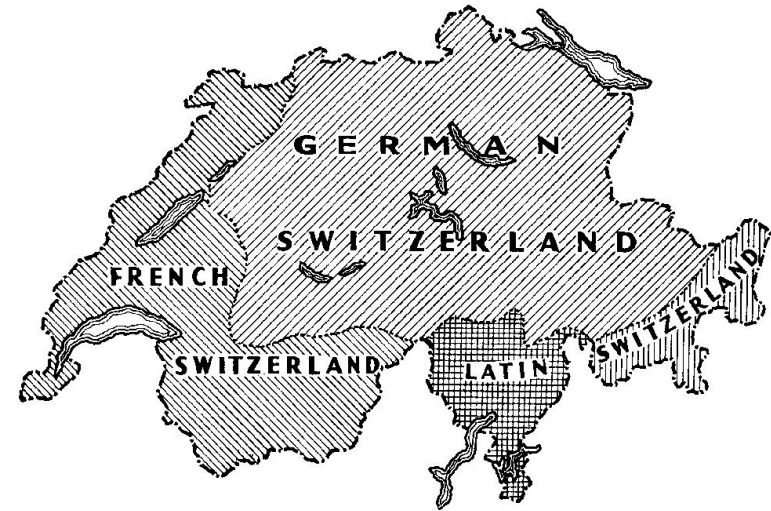 GERMAN
SWITZERLAND
FRENCH
SWITZERLAND
LATIN
SWITZERLAND